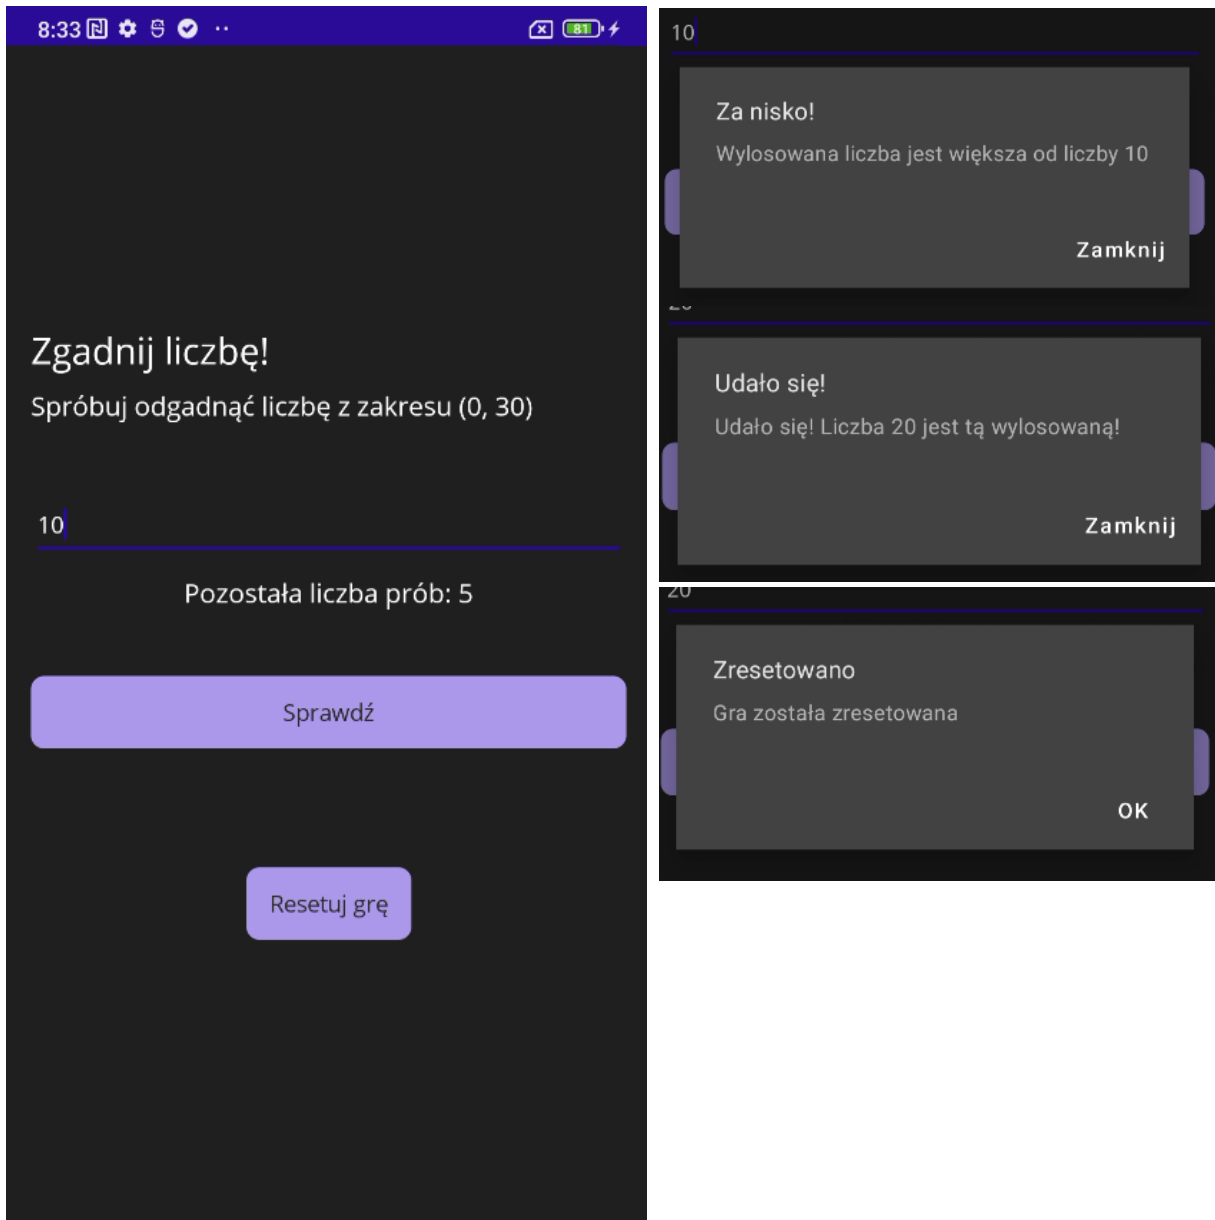 8:33
81
Zgadnij liczbę!
Spróbuj odgadnąć liczbę z zakresu (0, 30)
10
Pozostała liczba prób: 5
Sprawdź
Resetuj grę
10
Za nisko!
Wylosowana liczba jest większa od liczby 10
Zamknij
20
Udało się!
Udało się! Liczba 20 jest tą wylosowaną!
Zamknij
20
Zresetowano
Gra została zresetowana
OK